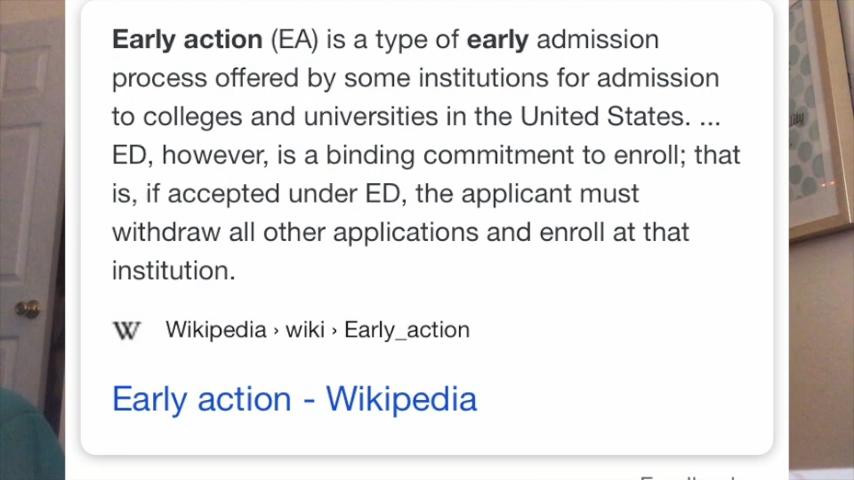 Early action (EA) is a type of early admission
process offered by some institutions for admission
to colleges and universities in the United States. ...
ED, however, is a binding commitment to enroll; that
is, if accepted under ED, the applicant must
withdraw all other applications and enroll at that
institution.
W Wikipedia › wiki › Early_action
Early action - Wikipedia